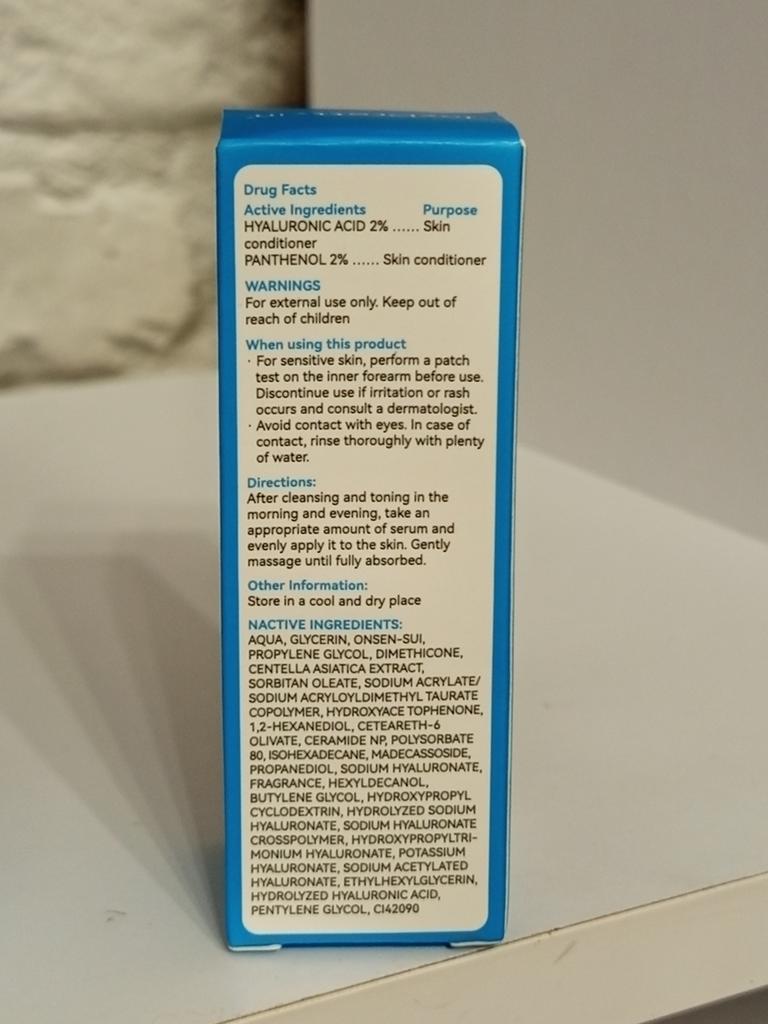 Drug Facts
Active Ingredients Purpose
HYALURONIC ACID 2% ...... Skin
conditioner
PANTHENOL 2% ...... Skin conditioner
WARNINGS
For external use only. Keep out of
reach of children
When using this product
· For sensitive skin, perform a patch
test on the inner forearm before use.
Discontinue use if irritation or rash
occurs and consult a dermatologist.
· Avoid contact with eyes. In case of
contact, rinse thoroughly with plenty
of water.
Directions:
After cleansing and toning in the
morning and evening, take an
appropriate amount of serum and
evenly apply it to the skin. Gently
massage until fully absorbed.
Other Information:
Store in a cool and dry place
NACTIVE INGREDIENTS:
AQUA, GLYCERIN, ONSEN-SUI,
PROPYLENE GLYCOL, DIMETHICONE,
CENTELLA ASIATICA EXTRACT,
SORBITAN OLEATE, SODIUM ACRYLATE/
SODIUM ACRYLOYLDIMETHYL TAURATE
COPOLYMER, HYDROXYACE TOPHENONE,
1,2-HEXANEDIOL, CETEARETH-6
OLIVATE, CERAMIDE NP, POLYSORBATE
80, ISOHEXADECANE, MADECASSOSIDE,
PROPANEDIOL, SODIUM HYALURONATE,
FRAGRANCE, HEXYLDECANOL,
BUTYLENE GLYCOL, HYDROXYPROPYL
CYCLODEXTRIN, HYDROLYZED SODIUM
HYALURONATE, SODIUM HYALURONATE
CROSSPOLYMER, HYDROXYPROPYLTRI-
MONIUM HYALURONATE, POTASSIUM
HYALURONATE, SODIUM ACETYLATED
HYALURONATE, ETHYLHEXYLGLYCERIN,
HYDROLYZED HYALURONIC ACID,
PENTYLENE GLYCOL, CI42090